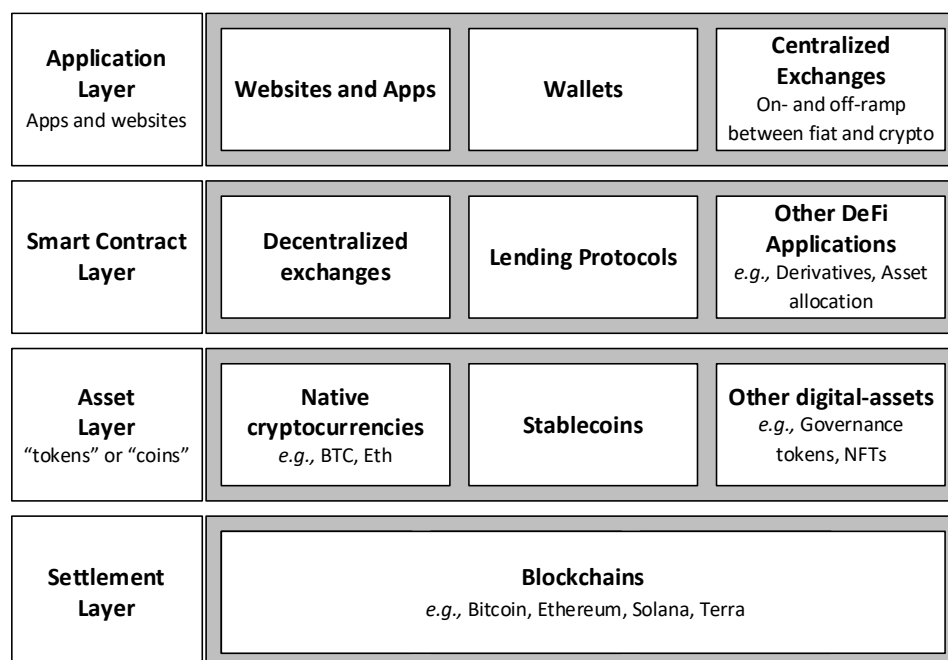 Application
Layer
Apps and websites
Websites and Apps
Wallets
Centralized
Exchanges
On- and off-ramp
between fiat and crypto
Smart Contract
Layer
Decentralized
exchanges
Lending Protocols
Other DeFi
Applications
e.g., Derivatives, Asset
allocation
Asset
Layer
“tokens” or “coins”
Native
cryptocurrencies
e.g., BTC, Eth
Stablecoins
Other digital-assets
e.g., Governance
tokens, NFTs
Settlement
Layer
Blockchains
e.g., Bitcoin, Ethereum, Solana, Terra